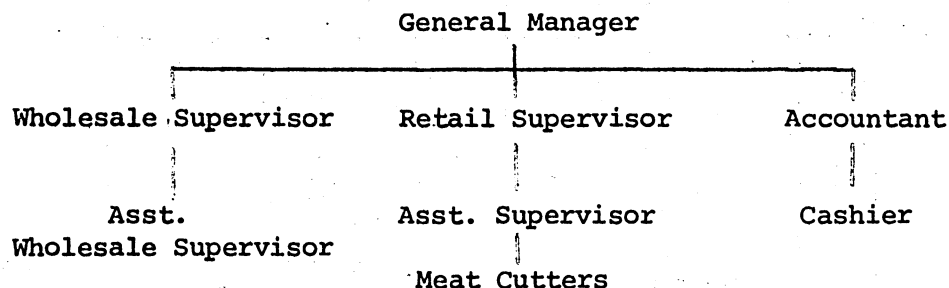 General Manager
Wholesale Supervisor Retail Supervisor Accountant
Asst. Asst. Supervisor Cashier
Wholesale Supervisor
Meat Cutters